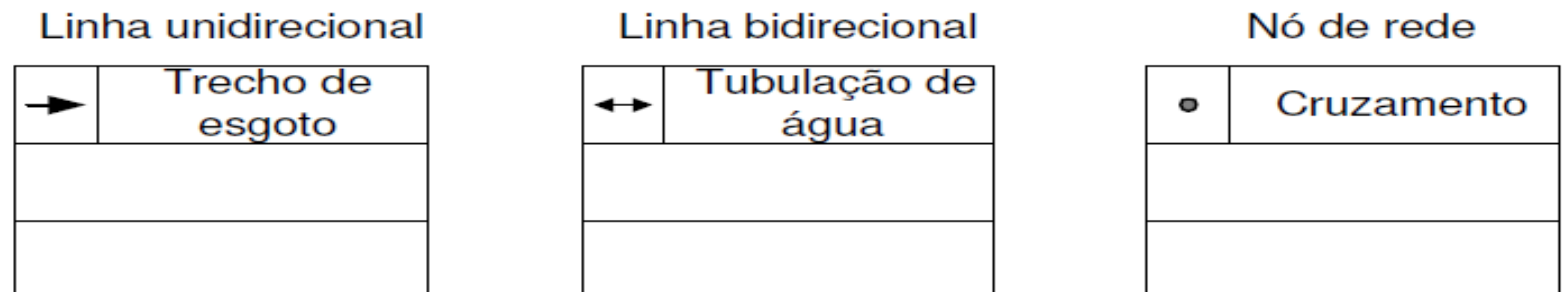 Linha unidirecional
Linha bidirecional
Nó de rede
Trecho de
esgoto
Tubulação de
água
Cruzamento